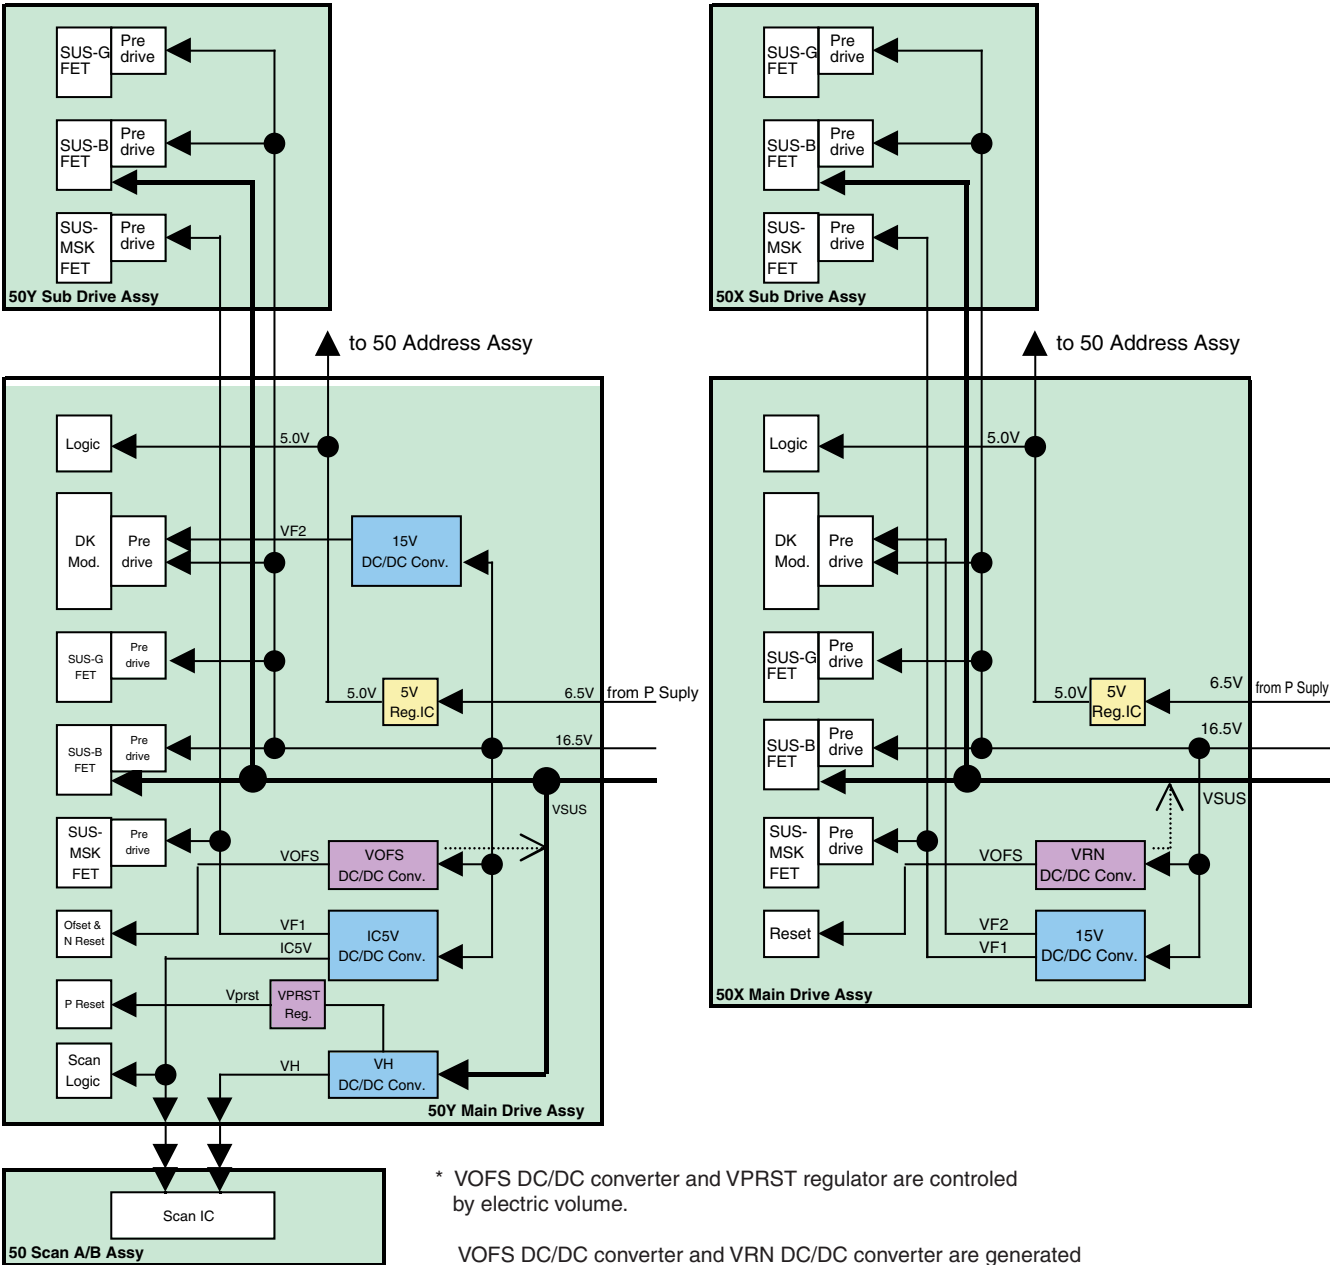 SUS-G
FET
Pre
drive
SUS-B
FET
Pre
drive
SUS-
MSK
FET
Pre
drive
50Y Sub Drive Assy
SUS-G
FET
Pre
drive
SUS-B
FET
Pre
drive
SUS-
MSK
FET
Pre
drive
50X Sub Drive Assy
to 50 Address Assy
Logic
5.0V
DK
Mod.
Pre
drive
VF2
15V
DC/DC Conv.
SUS-G
FET
Pre
drive
5.0V
5V
Reg.IC
6.5V
from P Suply
SUS-B
FET
Pre
drive
16.5V
VSUS
SUS-
MSK
FET
Pre
drive
VOFS
VOFS
DC/DC Conv.
Ofset &
N Reset
VF1
IC5V
IC5V
DC/DC Conv.
P Reset
Vprst
VPRST
Reg.
Scan
Logic
VH
VH
DC/DC Conv.
50Y Main Drive Assy
to 50 Address Assy
Logic
5.0V
DK
Mod.
Pre
drive
SUS-G
FET
Pre
drive
5.0V
5V
Reg.IC
6.5V
from P Suply
SUS-B
FET
Pre
drive
16.5V
VSUS
SUS-
MSK
FET
Pre
drive
VOFS
VRN
DC/DC Conv.
Reset
VF2
VF1
15V
DC/DC Conv.
50X Main Drive Assy
Scan IC
50 Scan A/B Assy
* VOFS DC/DC converter and VPRST regulator are controled
by electric volume.
VOFS DC/DC converter and VRN DC/DC converter are generated